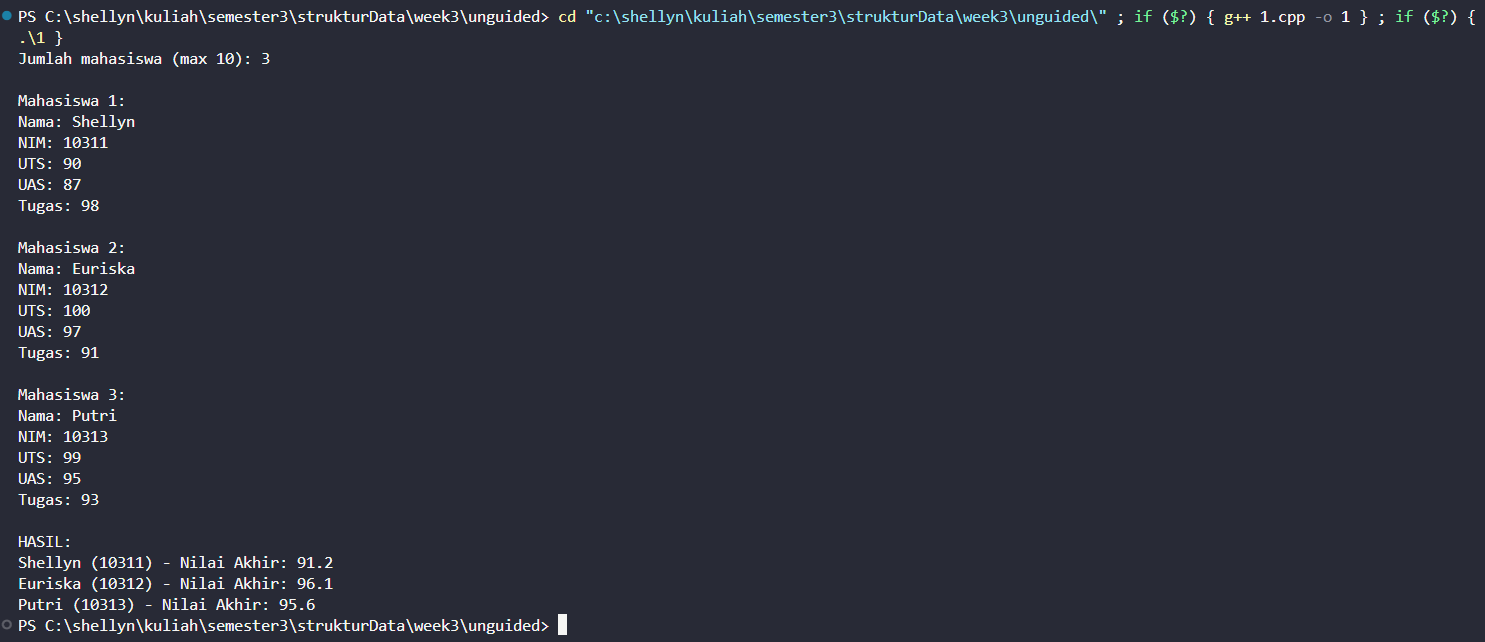 PS C:\shellyn\kuliah\semester3\strukturData\week3\unguided> cd "c:\shellyn\kuliah\semester3\strukturData\week3\unguided\" ; if ($?) { g++ 1.cpp -o 1 } ; if ($?) {
.\1 }
Jumlah mahasiswa (max 10): 3
Mahasiswa 1:
Nama: Shellyn
NIM: 10311
UTS: 90
UAS: 87
Tugas: 98
Mahasiswa 2:
Nama: Euriska
NIM: 10312
UTS: 100
UAS: 97
Tugas: 91
Mahasiswa 3:
Nama: Putri
NIM: 10313
UTS: 99
UAS: 95
Tugas: 93
HASIL:
Shellyn (10311) - Nilai Akhir: 91.2
Euriska (10312) - Nilai Akhir: 96.1
Putri (10313) - Nilai Akhir: 95.6
PS C:\shellyn\kuliah\semester3\strukturData\week3\unguided>